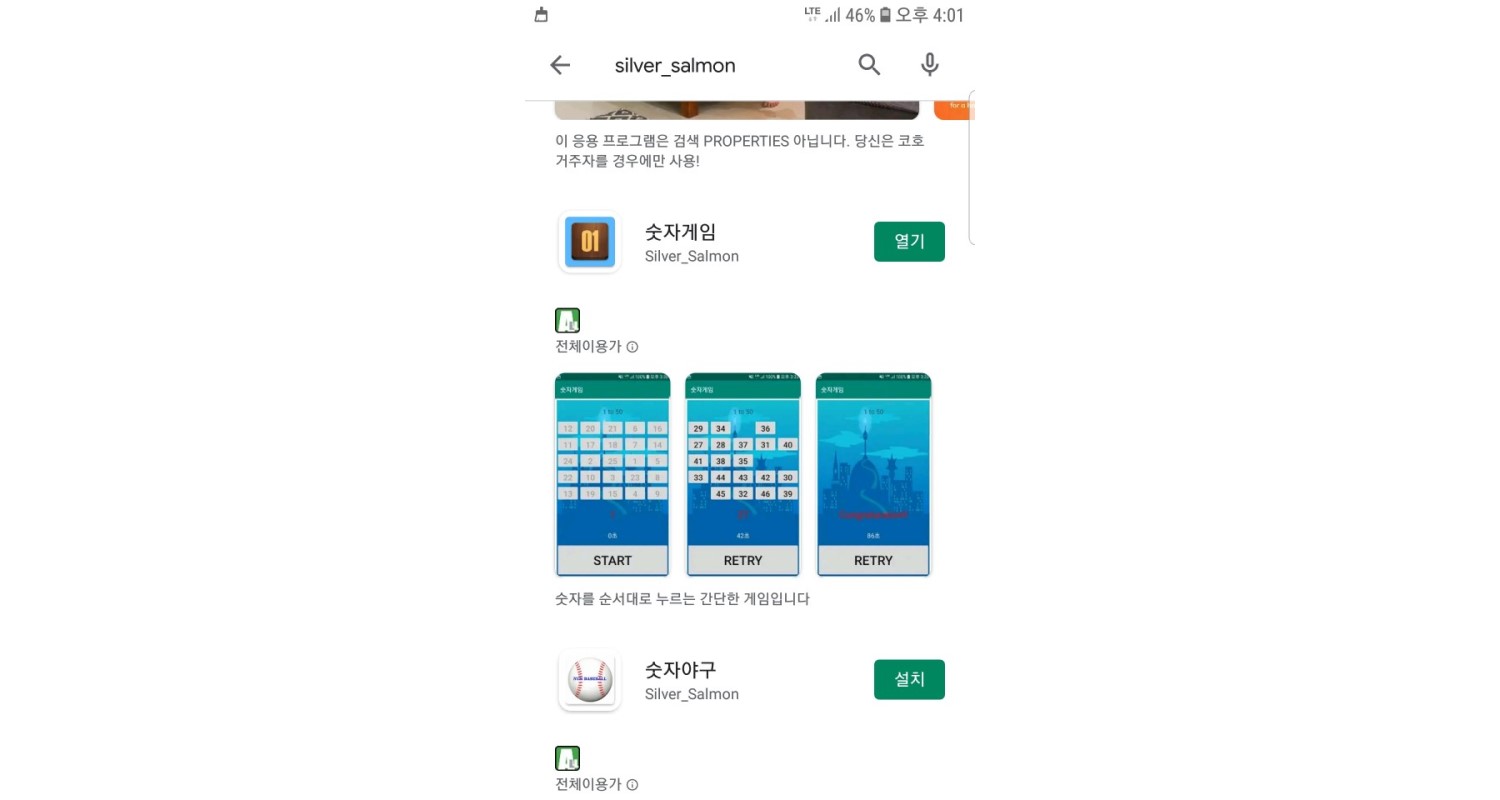 LTE 46% 오후 4:01
silver_salmon
for a
이 응용 프로그램은 검색 PROPERTIES 아닙니다. 당신은 코호
거주자를 경우에만 사용!
01
숫자게임
Silver_Salmon
열기
전체이용가
숫자게임 숫자게임 숫자게임
1 to 50 1 to 50 1 to 50
12 20 21 6 16
11 17 18 7 14
24 2 25 1 5
22 10 3 23 8
13 19 15 4 9
29 34 36
27 28 37 31 40
41 38 35
33 44 43 42 30
45 32 46 39
START RETRY RETRY
숫자를 순서대로 누르는 간단한 게임입니다
숫자야구
Silver_Salmon
설치
전체이용가